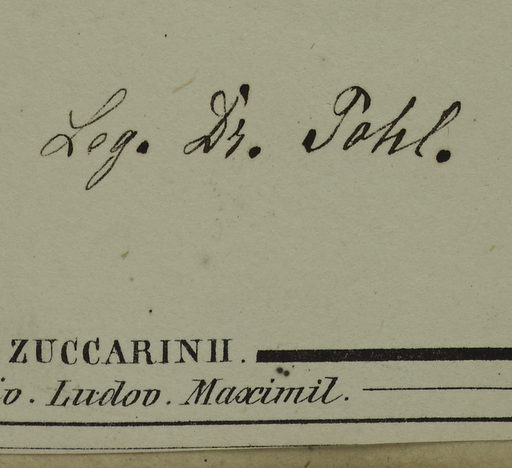 Leg. Dr. Pohl.
ZUCCARINII.
Ludov. Maximil.